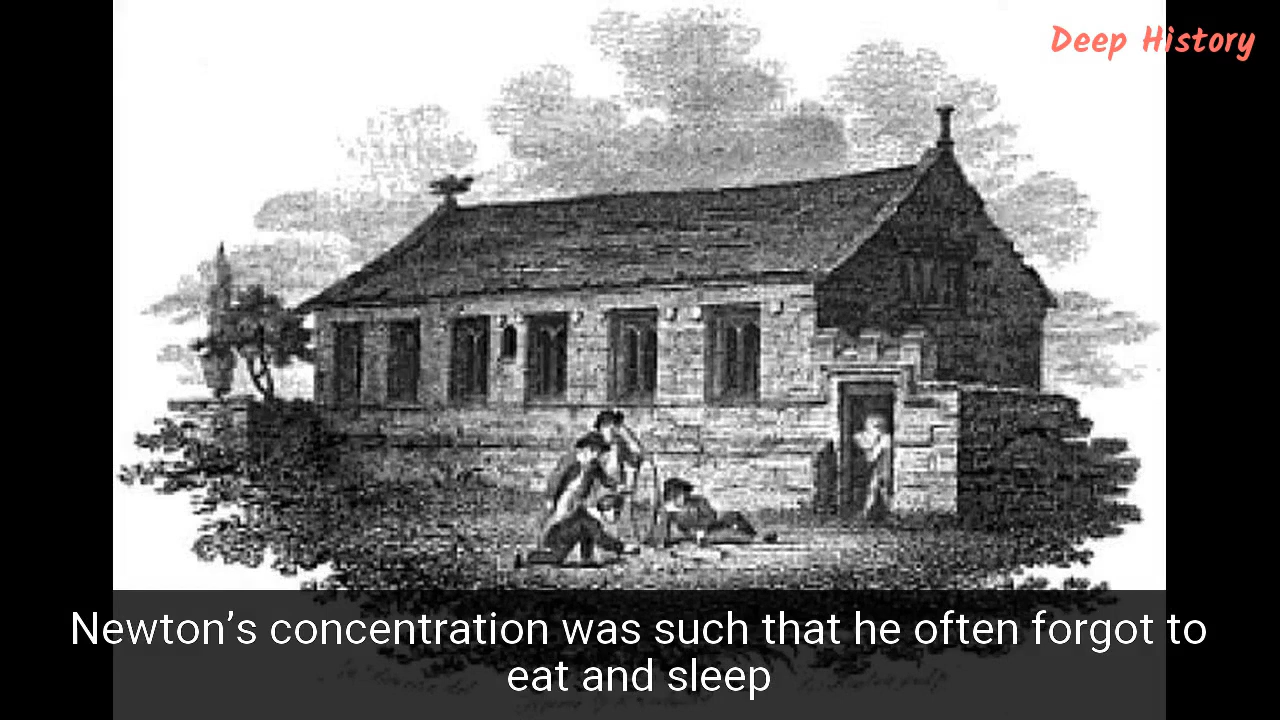 Deep History
Newton’s concentration was such that he often forgot to
eat and sleep